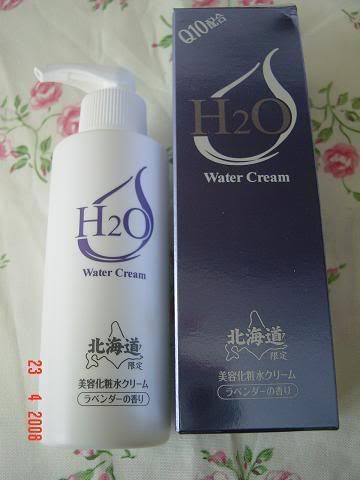 H2O
Water Cream
北海道
限定
美容化粧水クリーム
ラベンダーの香り
Q10配合
H2O
Water Cream
北海道
限定
美容化粧水クリーム
ラベンダーの香り
23 4 2008